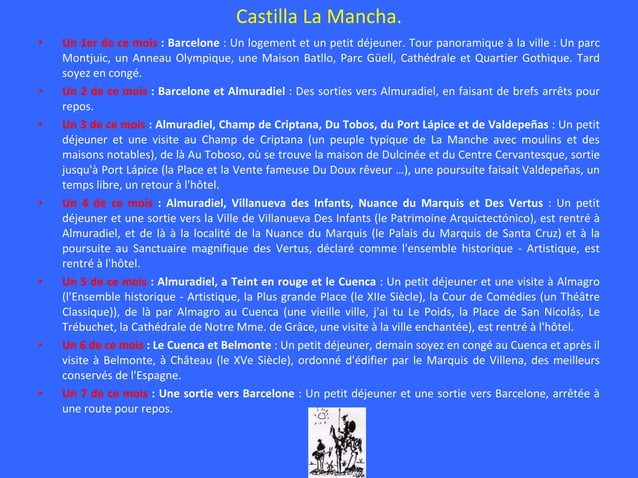 Castilla La Mancha.
• Un 1er de ce mois : Barcelone : Un logement et un petit déjeuner. Tour panoramique à la ville : Un parc
Montjuic, un Anneau Olympique, une Maison Batllo, Parc Güell, Cathédrale et Quartier Gothique. Tard
soyez en congé.
• Un 2 de ce mois : Barcelone et Almuradiel : Des sorties vers Almuradiel, en faisant de brefs arrêts pour
repos.
• Un 3 de ce mois : Almuradiel, Champ de Criptana, Du Tobos, du Port Lápice et de Valdepeñas : Un petit
déjeuner et une visite au Champ de Criptana (un peuple typique de La Manche avec moulins et des
maisons notables), de là Au Toboso, où se trouve la maison de Dulcinée et du Centre Cervantesque, sortie
jusqu'à Port Lápice (la Place et la Vente fameuse Du Doux rêveur …), une poursuite faisait Valdepeñas, un
temps libre, un retour à l'hôtel.
• Un 4 de ce mois : Almuradiel, Villanueva des Infants, Nuance du Marquis et Des Vertus : Un petit
déjeuner et une sortie vers la Ville de Villanueva Des Infants (le Patrimoine Arquictectónico), est rentré à
Almuradiel, et de là à la localité de la Nuance du Marquis (le Palais du Marquis de Santa Cruz) et à la
poursuite au Sanctuaire magnifique des Vertus, déclaré comme l'ensemble historique - Artistique, est
rentré à l'hôtel.
• Un 5 de ce mois : Almuradiel, a Teint en rouge et le Cuenca : Un petit déjeuner et une visite à Almagro
(l'Ensemble historique - Artistique, la Plus grande Place (le XIIe Siècle), la Cour de Comédies (un Théâtre
Classique)), de là par Almagro au Cuenca (une vieille ville, j'ai tu Le Poids, la Place de San Nicolás, Le
Trébuchet, la Cathédrale de Notre Mme. de Grâce, une visite à la ville enchantée), est rentré à l'hôtel.
• Un 6 de ce mois : Le Cuenca et Belmonte : Un petit déjeuner, demain soyez en congé au Cuenca et après il
visite à Belmonte, à Château (le XVe Siècle), ordonné d'édifier par le Marquis de Villena, des meilleurs
conservés de l'Espagne.
• Un 7 de ce mois : Une sortie vers Barcelone : Un petit déjeuner et une sortie vers Barcelone, arrêtée à
une route pour repos.